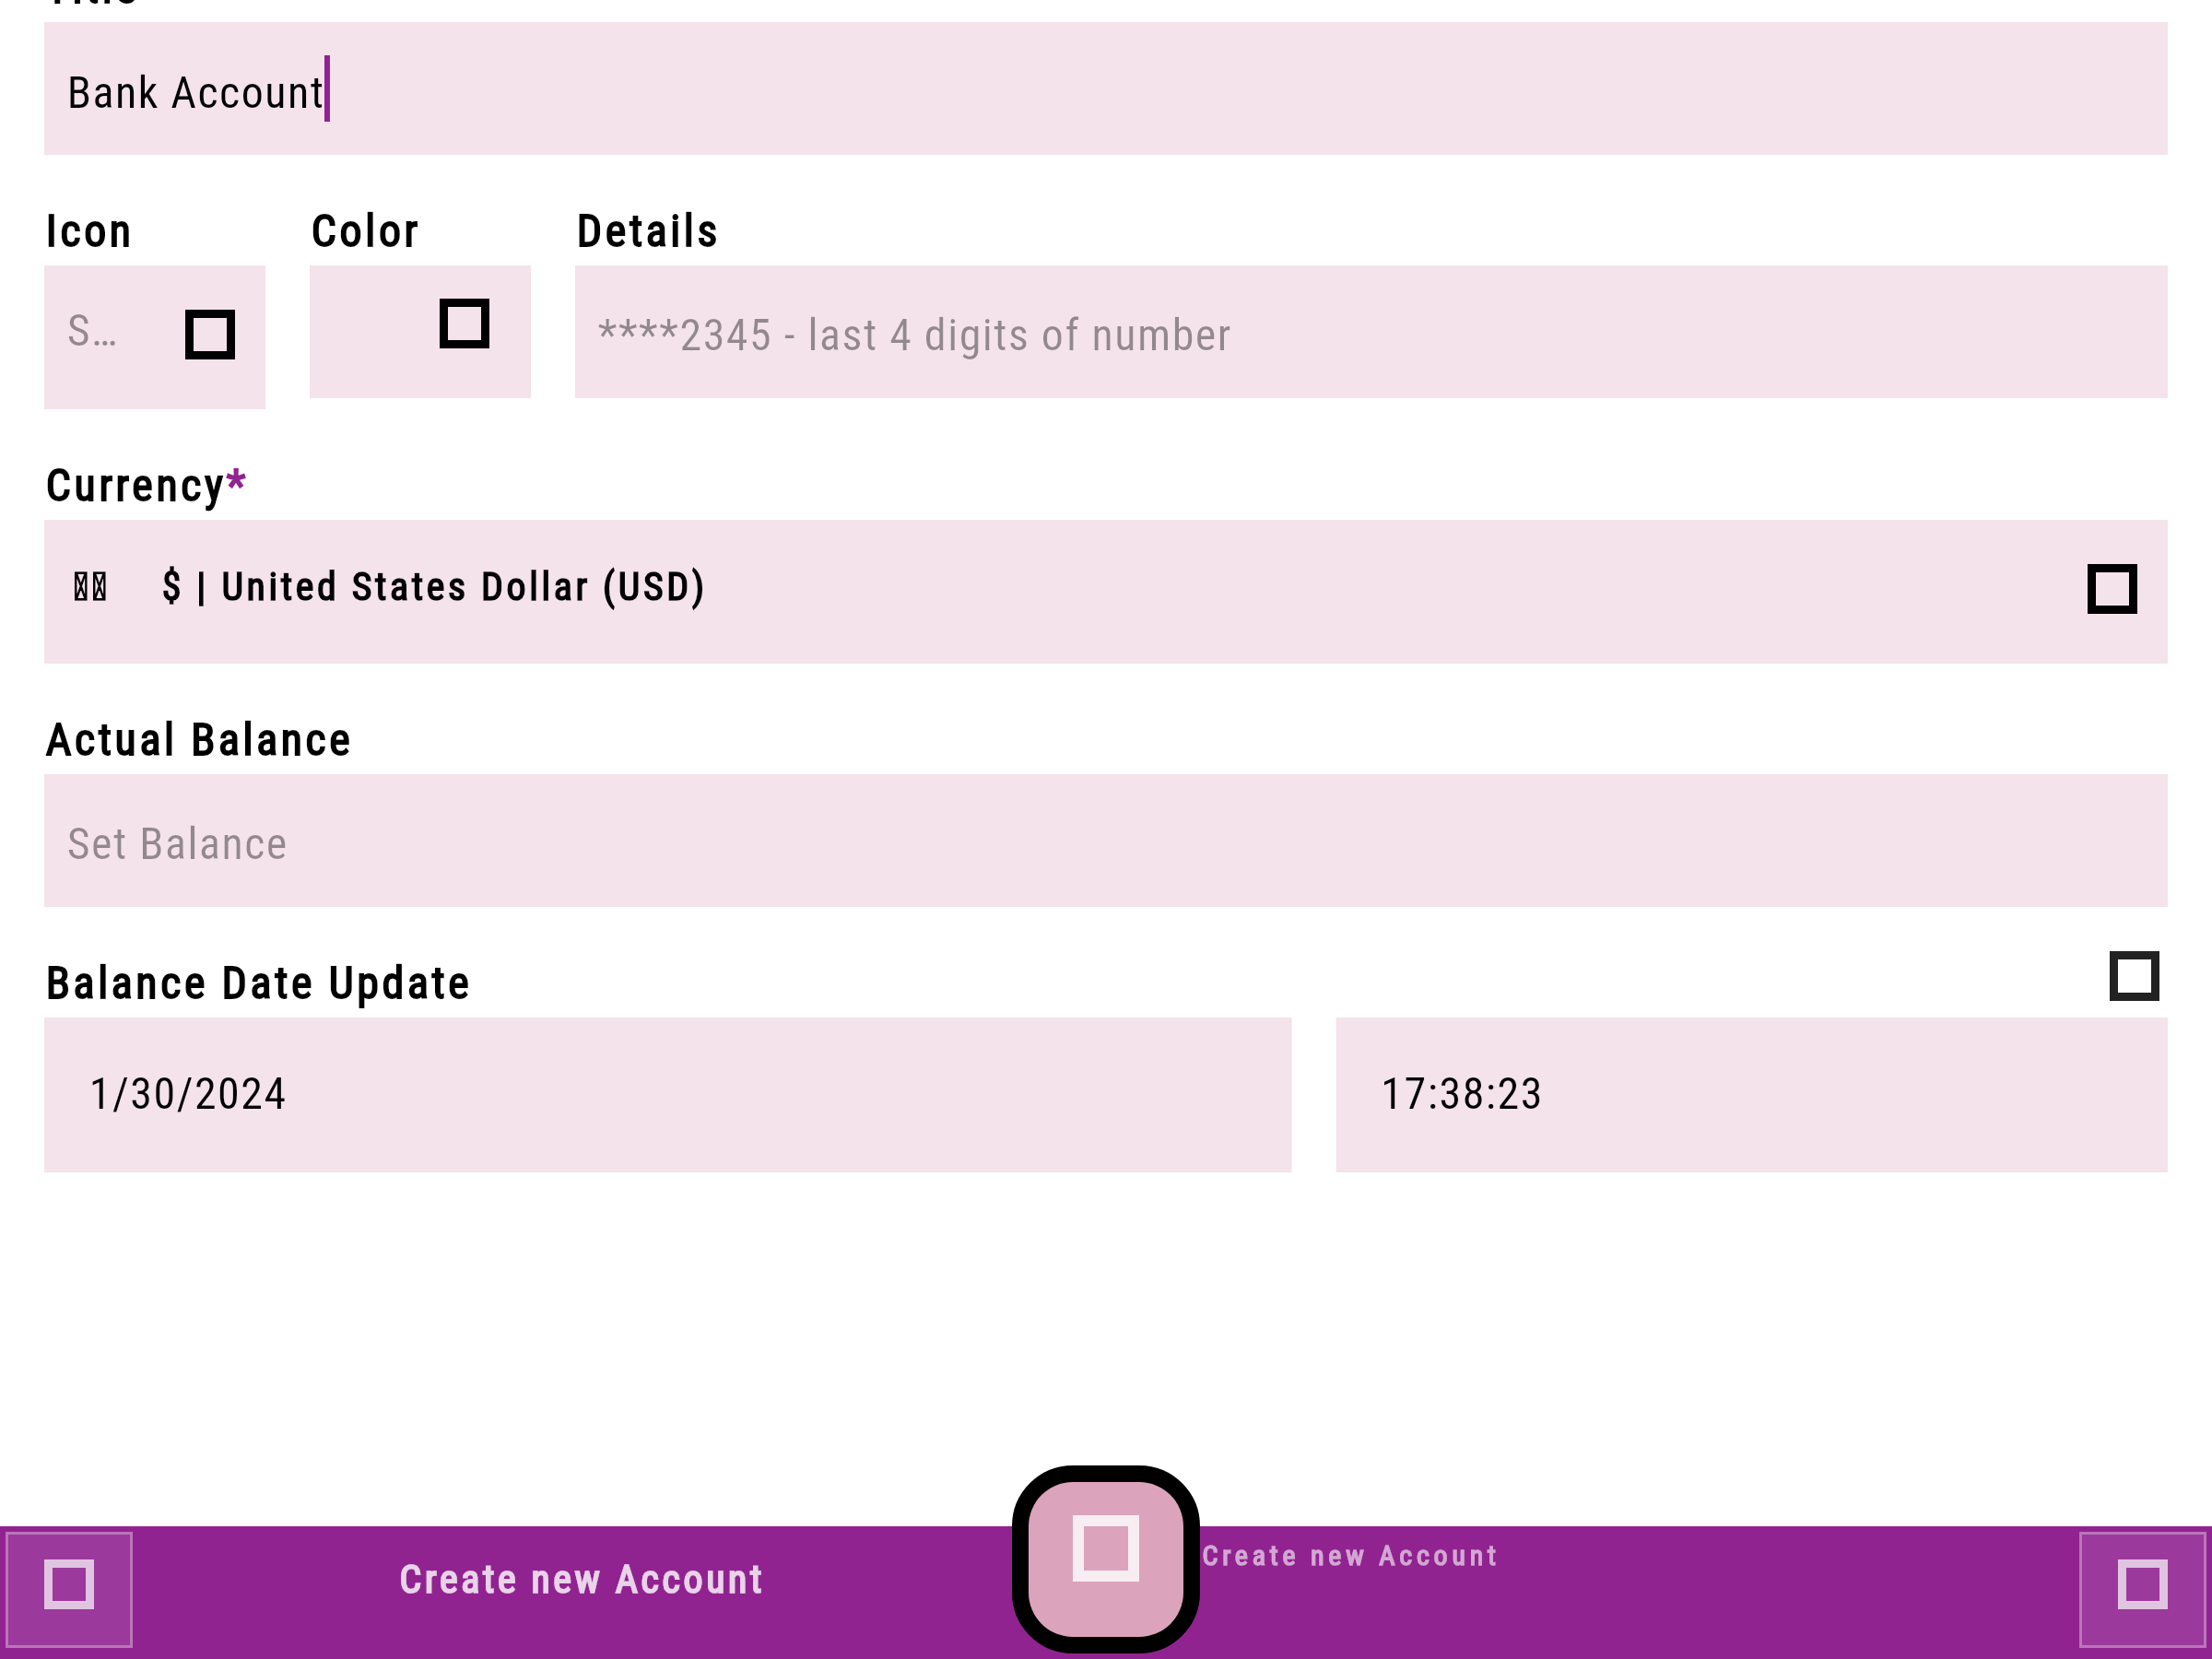 Bank Account
Icon
Color
Details
S...
****2345 - last 4 digits of number
Currency*
$ | United States Dollar (USD)
Actual Balance
Set Balance
Balance Date Update
1/30/2024
17:38:23
Create new Account
Create new Account